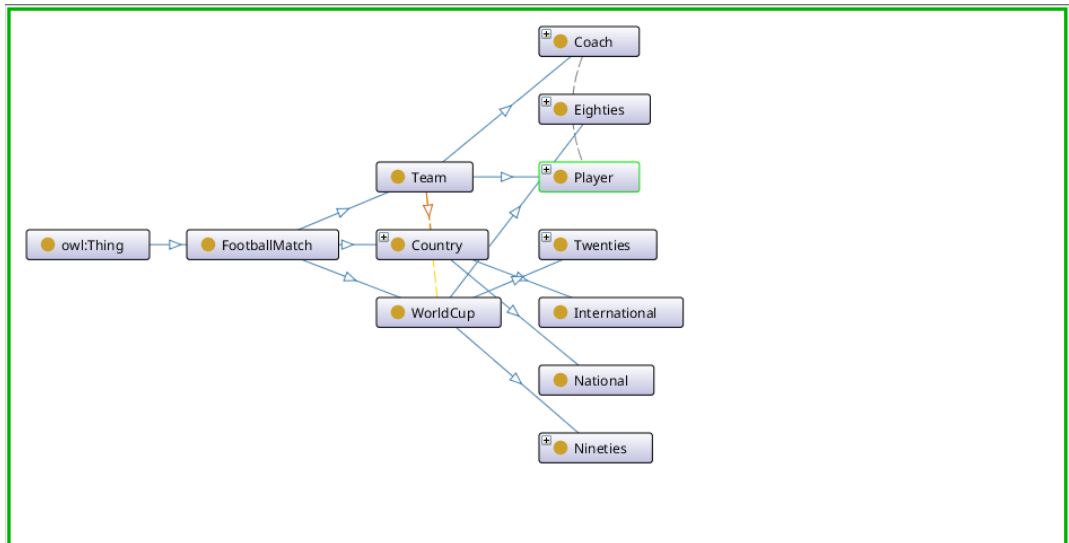 Coach
Eighties
Team
Player
owl:Thing
FootballMatch
Country
Twenties
WorldCup
International
National
Nineties